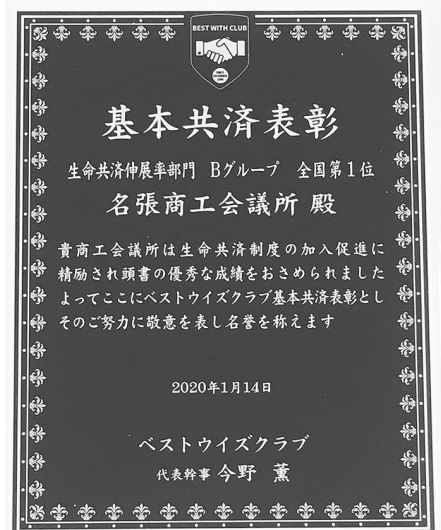 BEST WITH CLUB
基本共済表彰
生命共済伸展率部門 Bグループ 全国第1位
名張商工会議所 殿
貴商工会議所は生命共済制度の加入促進に
精励され頭書の優秀な成績をおさめられました
よってここにベストウイズクラブ基本共済表彰とし
そのご努力に敬意を表し名誉を称えます
2020年1月14日
ベストウイズクラブ
代表幹事 今野 薫